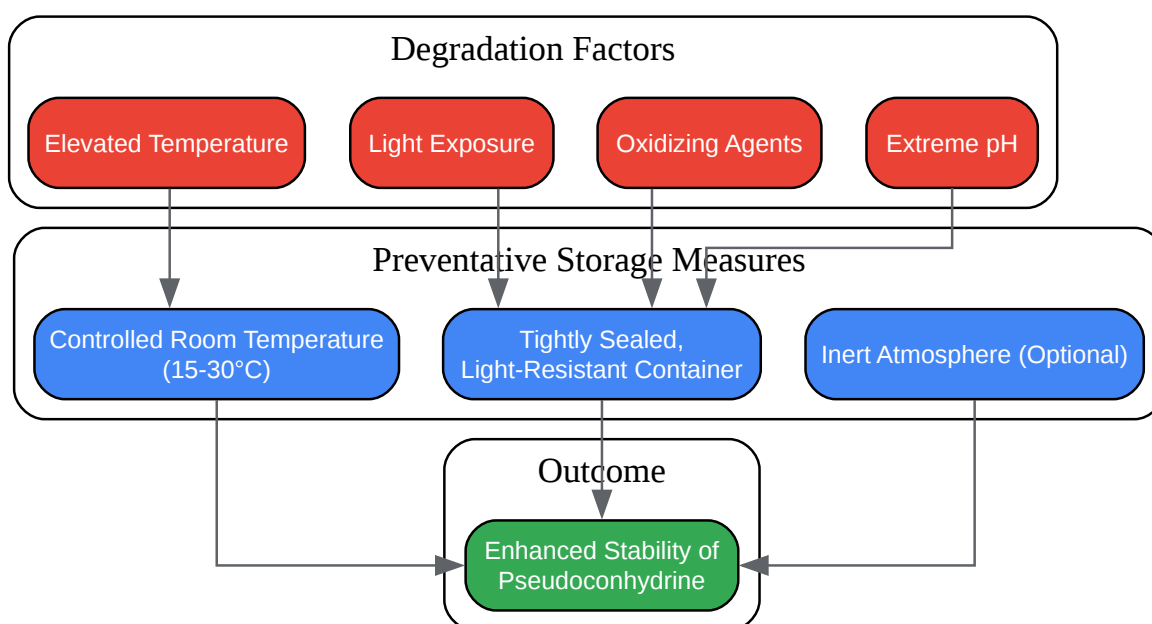 Degradation Factors
Elevated Temperature
Light Exposure
Oxidizing Agents
Extreme pH
Preventative Storage Measures
Controlled Room Temperature
(15-30°C)
Tightly Sealed,
Light-Resistant Container
Inert Atmosphere (Optional)
Outcome
Enhanced Stability of
Pseudoconhydrine